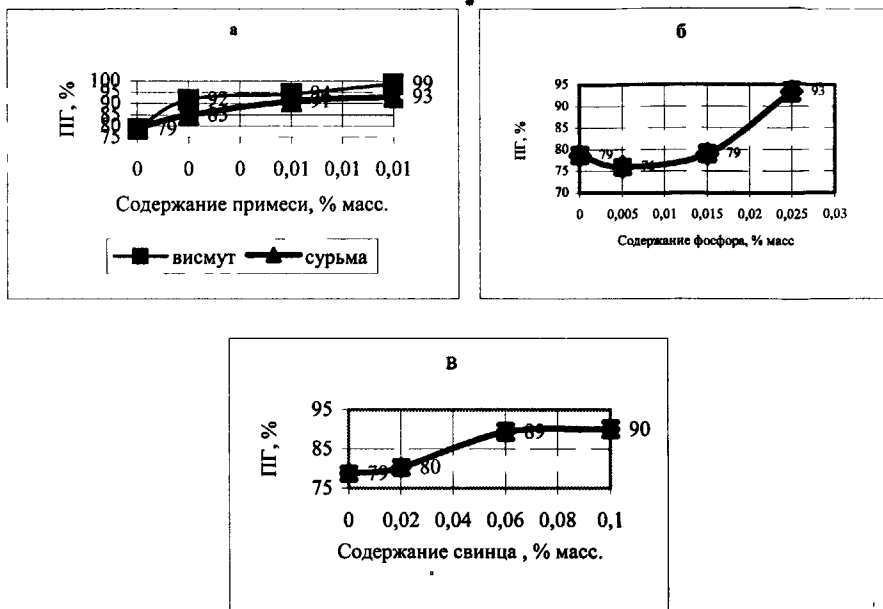 а
ПГ, %
100
95
90
85
80
75
79
92
85
94
91
99
93
0 0 0 0,01 0,01 0,01
Содержание примеси, % масс.
висмут сурьма
б
ПГ, %
95
90
85
80
75
70
79
79
93
0 0,005 0,01 0,015 0,02 0,025 0,03
Содержание фосфора, % масс
в
ПГ, %
95
85
75
79
80
89
90
0 0,02 0,04 0,06 0,08 0,1
Содержание свинца , % масс.